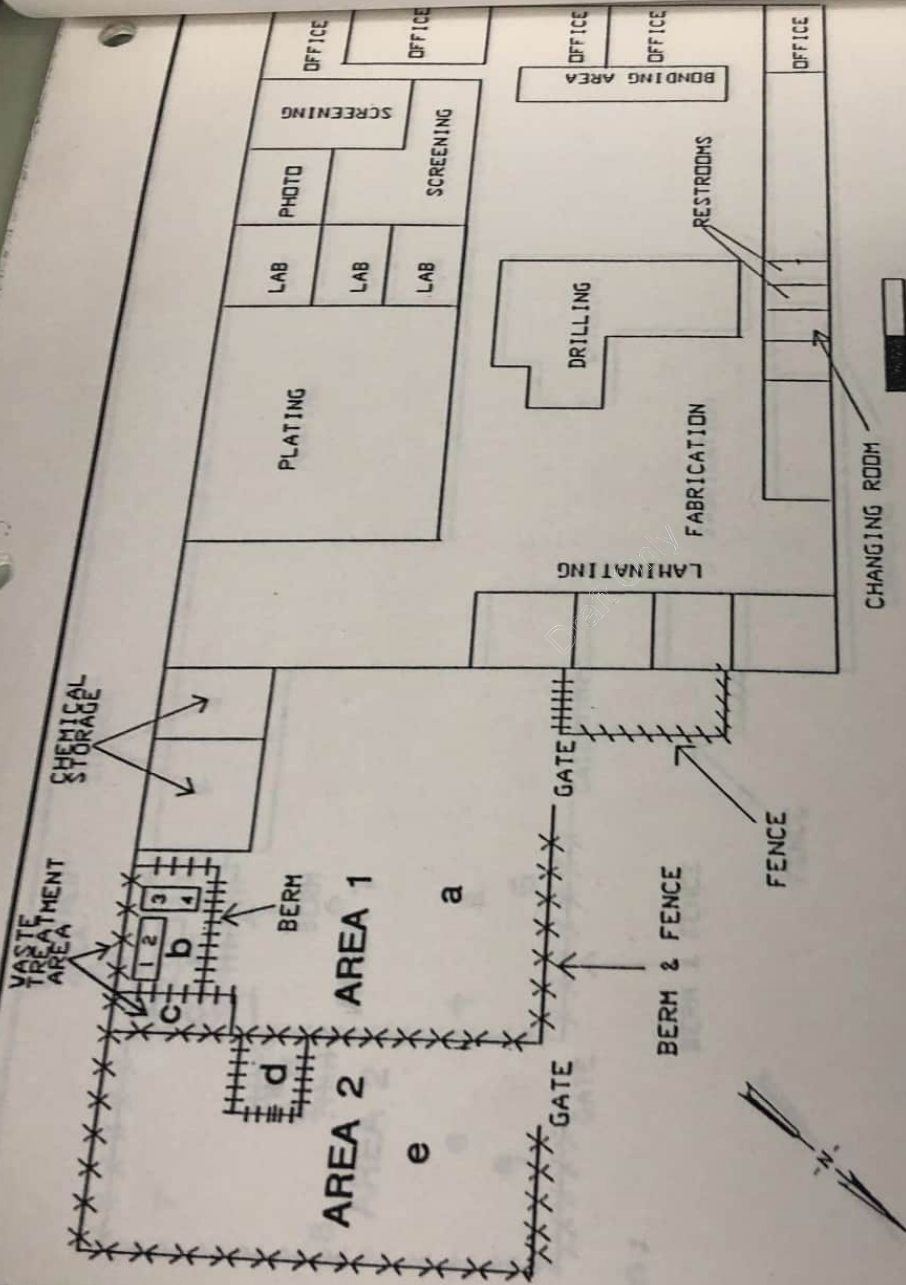 OFFICE
OFFICE
OFFICE
OFFICE
OFFICE
SCREENING
SCREENING
BONDING AREA
PHOTO
RESTROOMS
LAB
LAB
LAB
DRILLING
PLATING
FABRICATION
CHANGING ROOM
LAMINATING
Draft Only
CHEMICAL
STORAGE
GATE
FENCE
WASTE
TREATMENT
AREA
1 2
3
4
b
c
BERM
AREA 1
a
BERM & FENCE
d
AREA 2
e
GATE
-N-